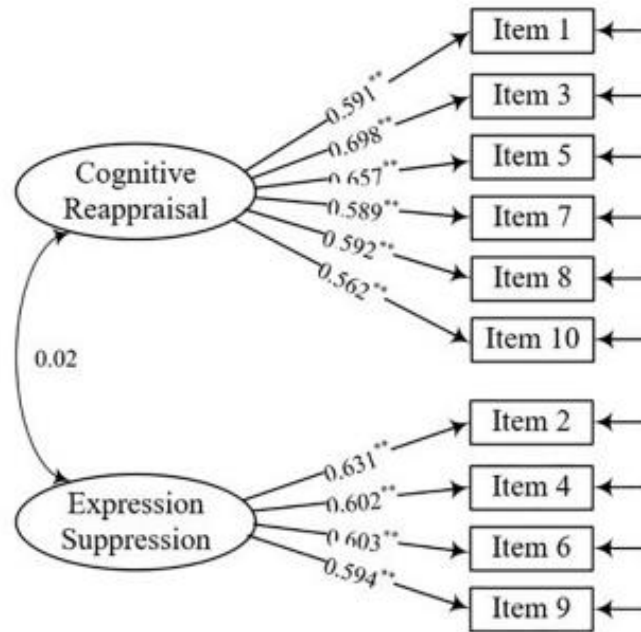 Item 1
0.591**
Item 3
0.698**
Item 5
0.657**
Cognitive
Reappraisal
Item 7
0.589**
Item 8
0.592**
Item 10
0.562**
0.02
Item 2
0.631**
Item 4
0.602**
Expression
Suppression
Item 6
0.603**
Item 9
0.594**